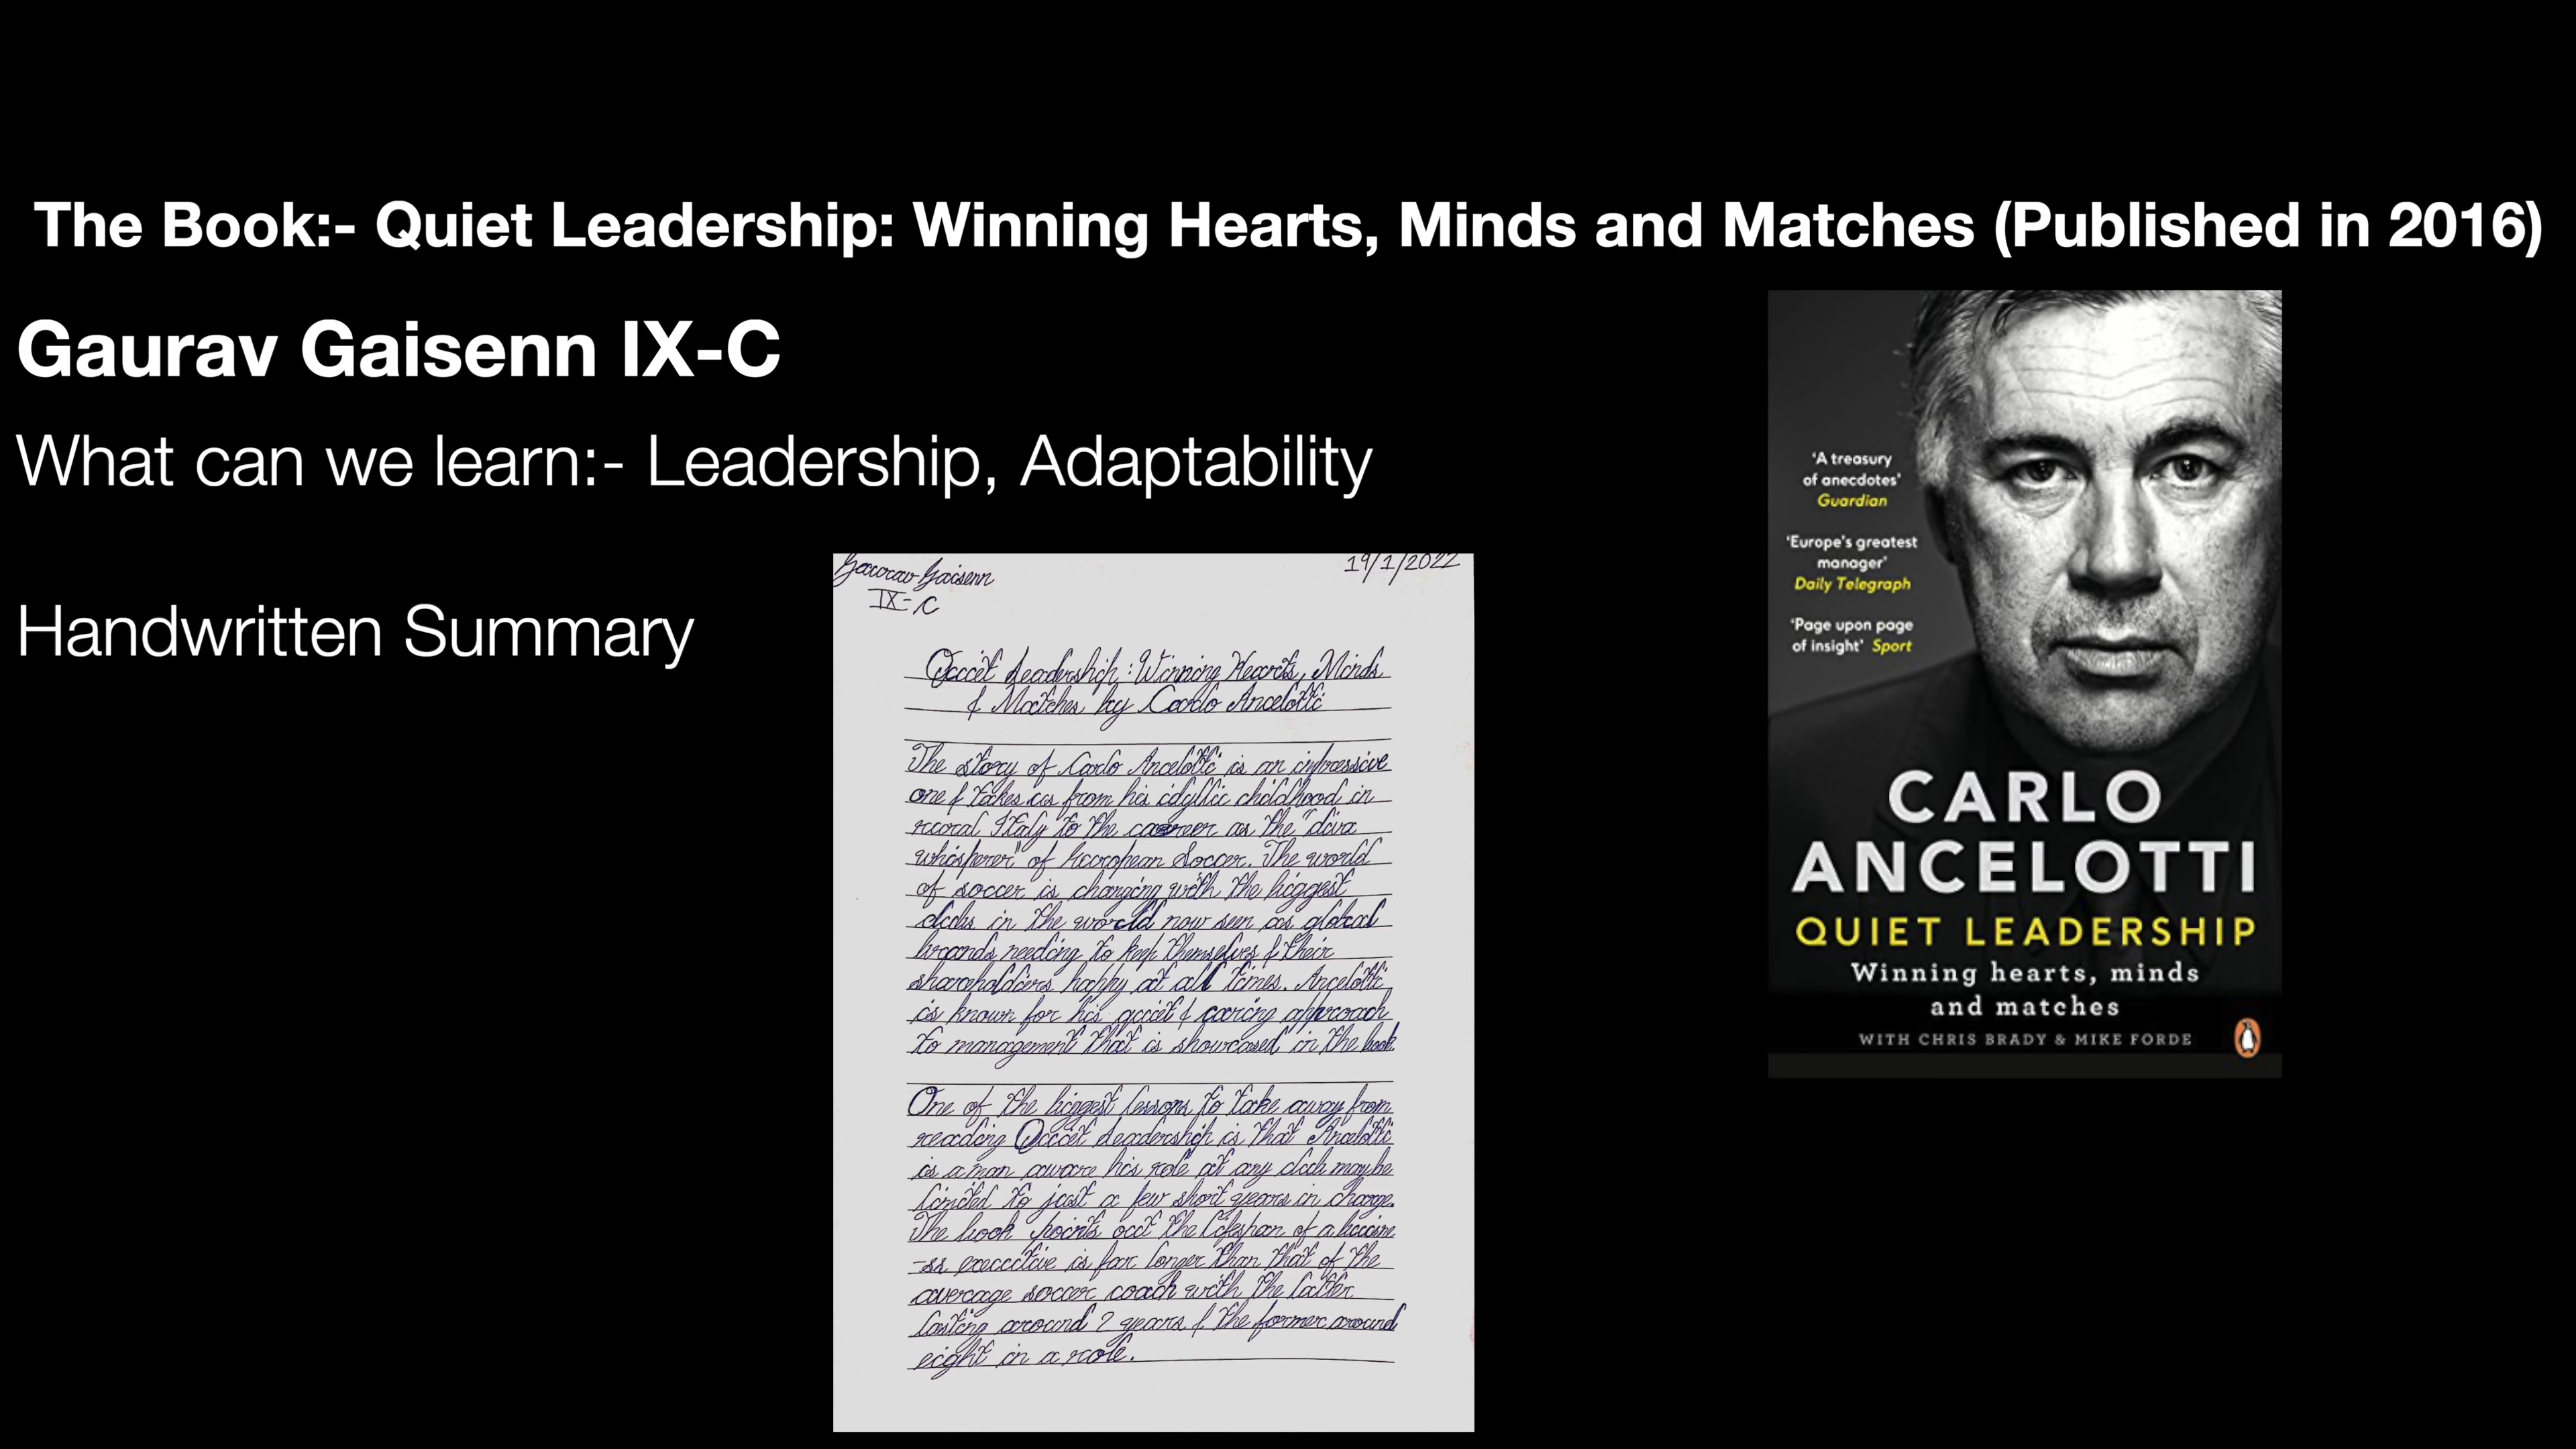 The Book:- Quiet Leadership: Winning Hearts, Minds and Matches (Published in 2016)
Gaurav Gaisenn IX-C
What can we learn:- Leadership, Adaptability
Handwritten Summary
Gaurav Gaisenn
IX-C
19/1/2022
Quiet Leadership: Winning Hearts, Minds
& Matches by Carlo Ancelotti
The story of Carlo Ancelotti is an impressive
one & takes us from his idyllic childhood in
rural Italy to the career as the "diva
whisperer" of European Soccer. The world
of soccer is changing with the biggest
clubs in the world now seen as global
brands needing to keep themselves & their
shareholders happy at all times. Ancelotti
is known for his quiet & caring approach
to management that is showcased in the book.
One of the biggest lessons to take away from
reading Quiet Leadership is that Ancelotti
is a man aware his role at any club may be
limited to just a few short years in charge.
The book points out the lifespan of a busine
-ss executive is far longer than that of the
average soccer coach with the latter
lasting around 2 years & the former around
eight in a role.
'A treasury
of anecdotes'
Guardian
'Europe's greatest
manager'
Daily Telegraph
'Page upon page
of insight' Sport
CARLO
ANCELOTTI
QUIET LEADERSHIP
Winning hearts, minds
and matches
WITH CHRIS BRADY & MIKE FORDE